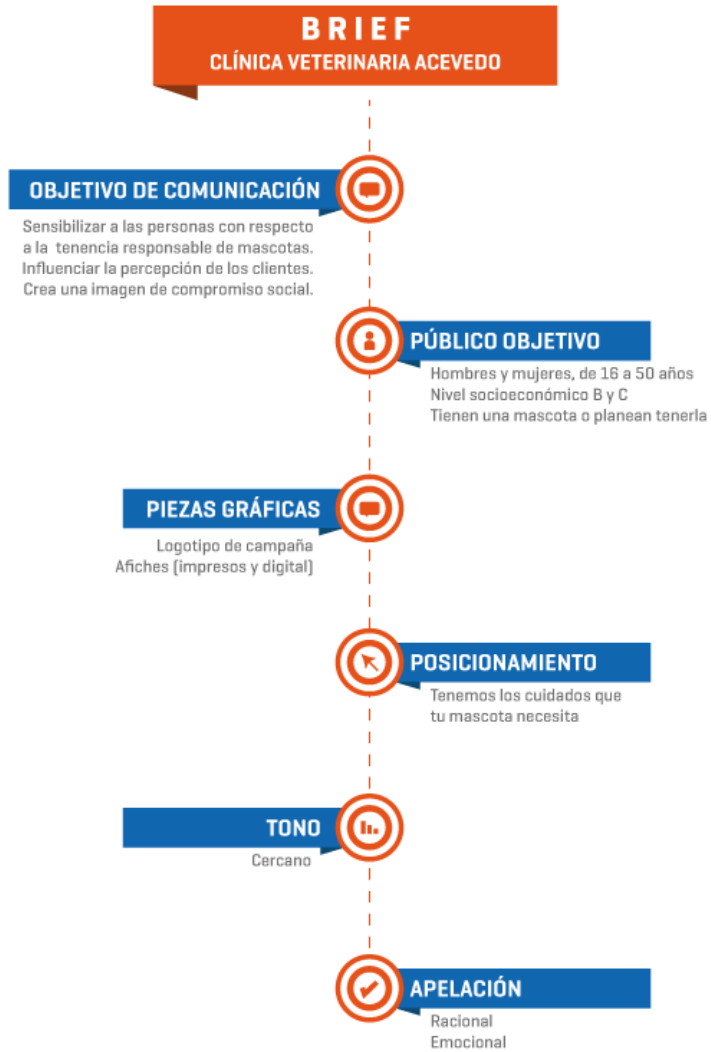 BRIEF
CLÍNICA VETERINARIA ACEVEDO
OBJETIVO DE COMUNICACIÓN
Sensibilizar a las personas con respecto
a la tenencia responsable de mascotas.
Influenciar la percepción de los clientes.
Crea una imagen de compromiso social.
PÚBLICO OBJETIVO
Hombres y mujeres, de 16 a 50 años
Nivel socioeconómico B y C
Tienen una mascota o planean tenerla
PIEZAS GRÁFICAS
Logotipo de campaña
Afiches (impresos y digital)
POSICIONAMIENTO
Tenemos los cuidados que
tu mascota necesita
TONO
Cercano
APELACIÓN
Racional
Emocional